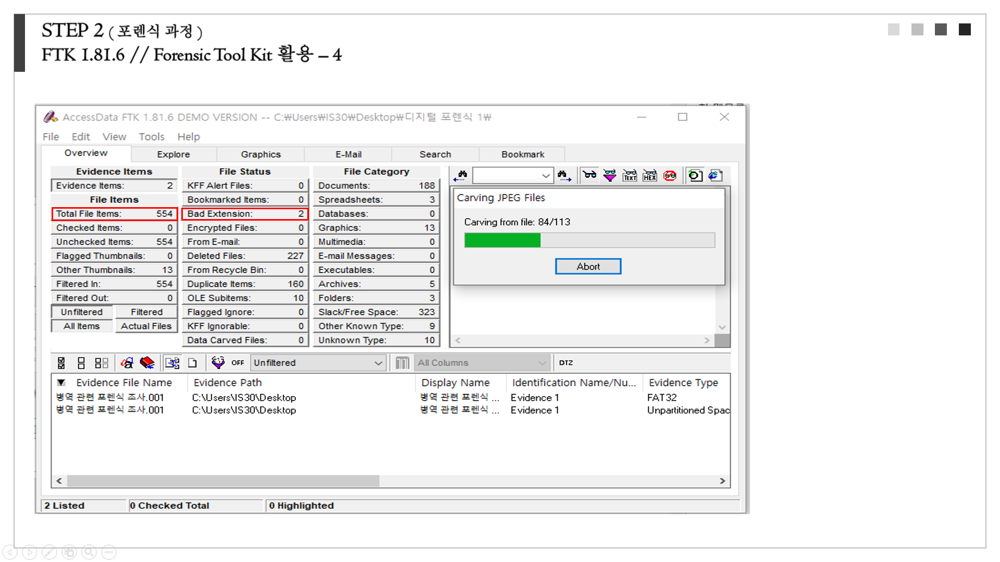 STEP 2 ( 포렌식 과정 )
FTK 1.81.6 // Forensic Tool Kit 활용 – 4
AccessData FTK 1.81.6 DEMO VERSION -- C:₩Users₩IS30₩Desktop₩디지털 포렌식 1₩
File Edit View Tools Help
Overview Explore Graphics E-Mail Search Bookmark
Evidence Items
Evidence Items: 2
File Items
Total File Items: 554
Checked Items: 0
Unchecked Items: 554
Flagged Thumbnails: 0
Other Thumbnails: 13
Filtered In: 554
Filtered Out: 0
Unfiltered Filtered
All Items Actual Files
File Status
KFF Alert Files: 0
Bookmarked Items: 0
Bad Extension: 2
Encrypted Files: 0
From E-mail: 0
Deleted Files: 227
From Recycle Bin: 0
Duplicate Items: 160
OLE Subitems: 10
Flagged Ignore: 0
KFF Ignorable: 0
Data Carved Files: 0
File Category
Documents: 188
Spreadsheets: 3
Databases: 0
Graphics: 13
Multimedia: 0
E-mail Messages: 0
Executables: 0
Archives: 5
Folders: 3
Slack/Free Space: 323
Other Known Type: 9
Unknown Type: 10
TEXT HEX
Carving JPEG Files
Carving from file: 84/113
Abort
OFF Unfiltered All Columns DTZ
Evidence File Name Evidence Path Display Name Identification Name/Nu... Evidence Type
병역 관련 포렌식 조사.001 C:\Users\IS30\Desktop 병역 관련 포렌식 ... Evidence 1 FAT32
병역 관련 포렌식 조사.001 C:\Users\IS30\Desktop 병역 관련 포렌식 ... Evidence 1 Unpartitioned Spac
2 Listed 0 Checked Total 0 Highlighted